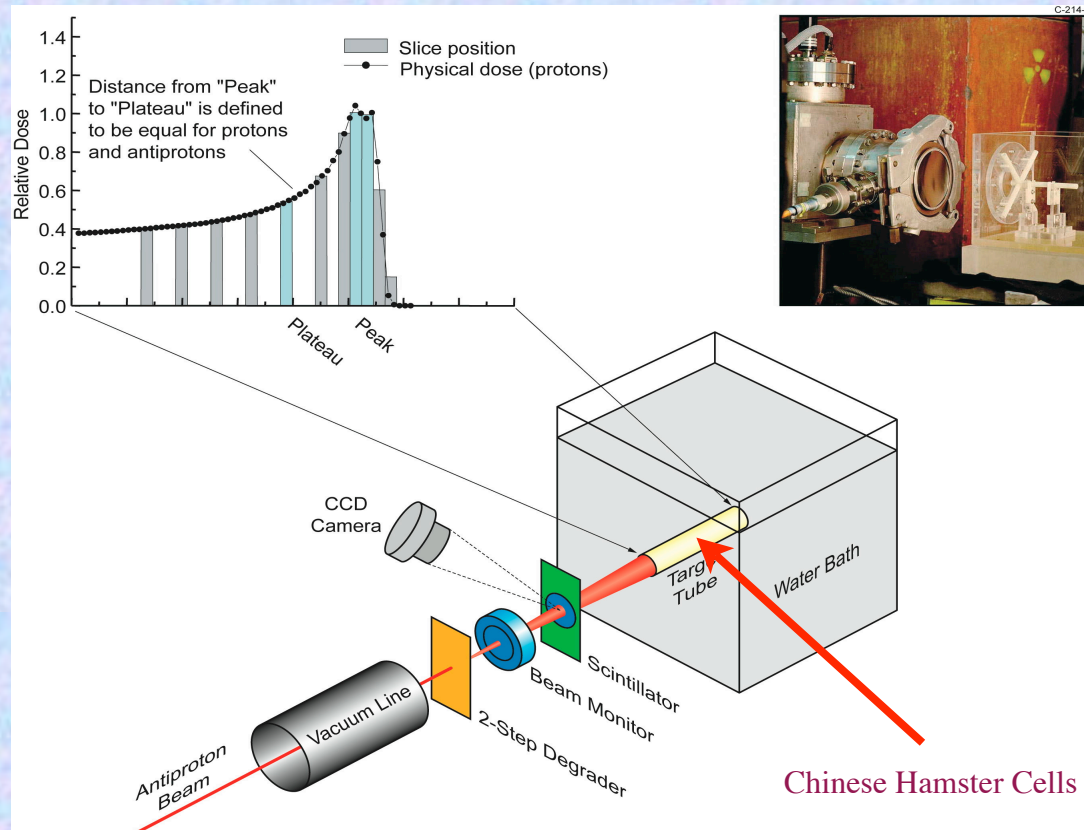 C-214-
1.4
1.2
1.0
0.8
0.6
0.4
0.2
0.0
Relative Dose
Slice position
Physical dose (protons)
Distance from "Peak"
to "Plateau" is defined
to be equal for protons
and antiprotons
Plateau
Peak
CCD
Camera
Target
Tube
Water Bath
Scintillator
Beam Monitor
2-Step Degrader
Vacuum Line
Antiproton
Beam
Chinese Hamster Cells